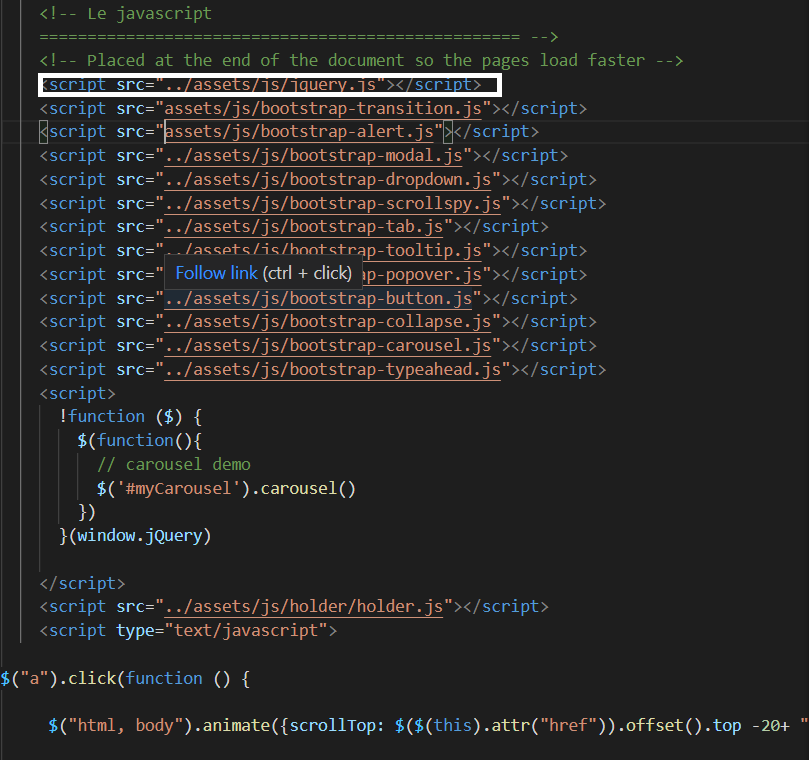 <!-- Le javascript
================================================== -->
<!-- Placed at the end of the document so the pages load faster -->
<script src="../assets/js/jquery.js"></script>
<script src="assets/js/bootstrap-transition.js"></script>
<script src="assets/js/bootstrap-alert.js"></script>
<script src="../assets/js/bootstrap-modal.js"></script>
<script src="../assets/js/bootstrap-dropdown.js"></script>
<script src="../assets/js/bootstrap-scrollspy.js"></script>
<script src="../assets/js/bootstrap-tab.js"></script>
<script src="../assets/js/bootstrap-tooltip.js"></script>
<script src="
Follow link (ctrl + click)
ap-popover.js"></script>
<script src="../assets/js/bootstrap-button.js"></script>
<script src="../assets/js/bootstrap-collapse.js"></script>
<script src="../assets/js/bootstrap-carousel.js"></script>
<script src="../assets/js/bootstrap-typeahead.js"></script>
<script>
!function ($) {
$(function(){
// carousel demo
$('#myCarousel').carousel()
})
}(window.jQuery)
</script>
<script src="../assets/js/holder/holder.js"></script>
<script type="text/javascript">
$("a").click(function () {
$("html, body").animate({scrollTop: $($(this).attr("href")).offset().top -20+ "